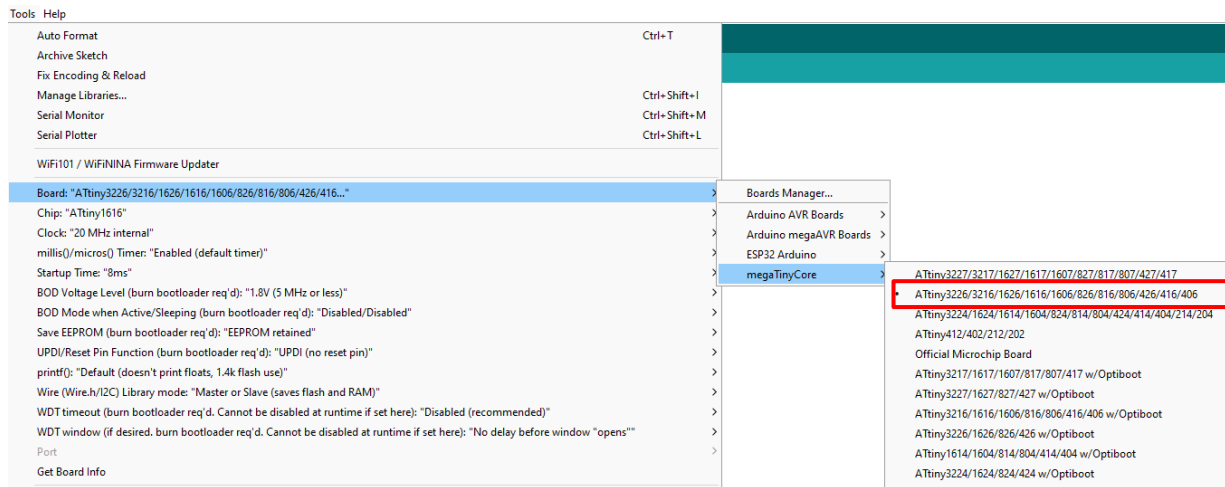 Tools Help
Auto Format Ctrl+T
Archive Sketch
Fix Encoding & Reload
Manage Libraries... Ctrl+Shift+I
Serial Monitor Ctrl+Shift+M
Serial Plotter Ctrl+Shift+L
WiFi101 / WiFiNINA Firmware Updater
Board: "ATtiny3226/3216/1626/1616/1606/826/816/806/426/416..."
Chip: "ATtiny1616"
Clock: "20 MHz internal"
millis()/micros() Timer: "Enabled (default timer)"
Startup Time: "8ms"
BOD Voltage Level (burn bootloader req'd): "1.8V (5 MHz or less)"
BOD Mode when Active/Sleeping (burn bootloader req'd): "Disabled/Disabled"
Save EEPROM (burn bootloader req'd): "EEPROM retained"
UPDI/Reset Pin Function (burn bootloader req'd): "UPDI (no reset pin)"
printf(): "Default (doesn't print floats, 1.4k flash use)"
Wire (Wire.h/I2C) Library mode: "Master or Slave (saves flash and RAM)"
WDT timeout (burn bootloader req'd. Cannot be disabled at runtime if set here): "Disabled (recommended)"
WDT window (if desired. burn bootloader req'd. Cannot be disabled at runtime if set here): "No delay before window "opens""
Port
Get Board Info
Boards Manager...
Arduino AVR Boards
Arduino megaAVR Boards
ESP32 Arduino
megaTinyCore
ATtiny3227/3217/1627/1617/1607/827/817/807/427/417
ATtiny3226/3216/1626/1616/1606/826/816/806/426/416/406
ATtiny3224/1624/1614/1604/824/814/804/424/414/404/214/204
ATtiny412/402/212/202
Official Microchip Board
ATtiny3217/1617/1607/817/807/417 w/Optiboot
ATtiny3227/1627/827/427 w/Optiboot
ATtiny3216/1616/1606/816/806/416/406 w/Optiboot
ATtiny3226/1626/826/426 w/Optiboot
ATtiny1614/1604/814/804/414/404 w/Optiboot
ATtiny3224/1624/824/424 w/Optiboot